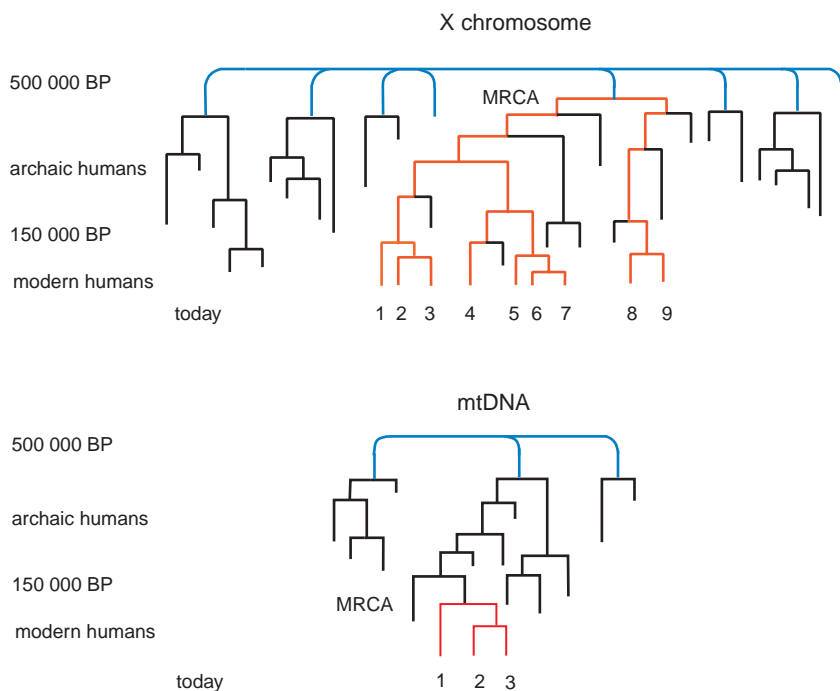 X chromosome
500 000 BP
MRCA
archaic humans
150 000 BP
modern humans
today 1 2 3 4 5 6 7 8 9
mtDNA
500 000 BP
archaic humans
150 000 BP
MRCA
modern humans
today 1 2 3